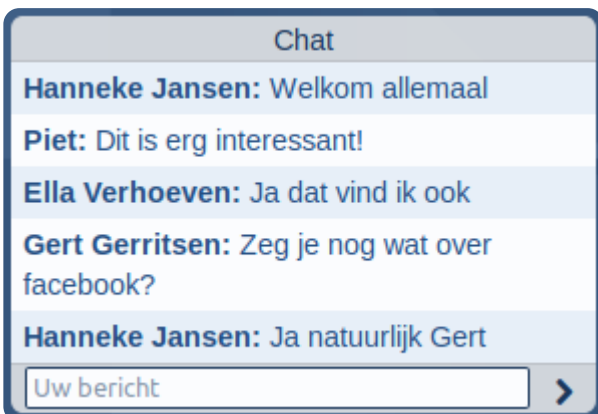 Chat
Hanneke Jansen: Welkom allemaal
Piet: Dit is erg interessant!
Ella Verhoeven: Ja dat vind ik ook
Gert Gerritsen: Zeg je nog wat over
facebook?
Hanneke Jansen: Ja natuurlijk Gert
Uw bericht